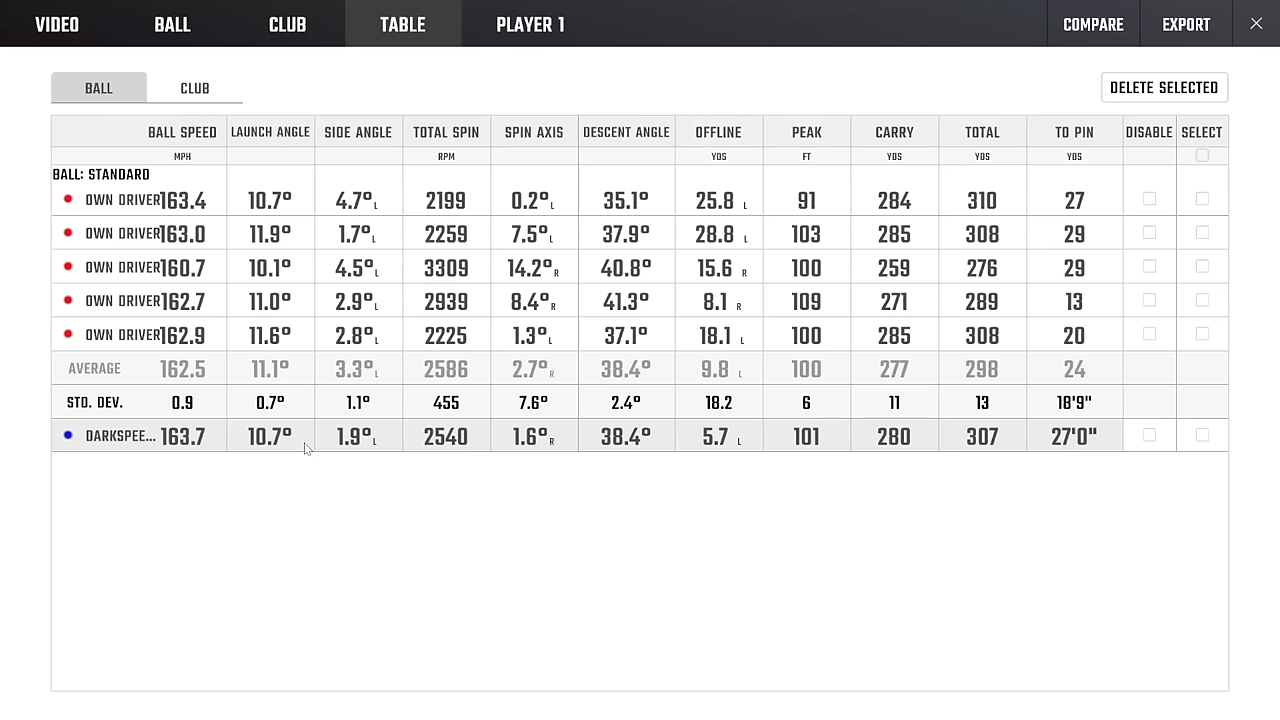 VIDEO BALL CLUB TABLE PLAYER 1 COMPARE EXPORT
BALL CLUB DELETE SELECTED
BALL SPEED LAUNCH ANGLE SIDE ANGLE TOTAL SPIN SPIN AXIS DESCENT ANGLE OFFLINE PEAK CARRY TOTAL TO PIN DISABLE SELECT
MPH RPM YDS FT YDS YDS YDS
BALL: STANDARD
OWN DRIVER 163.4 10.7° 4.7° L 2199 0.2° L 35.1° 25.8 L 91 284 310 27
OWN DRIVER 163.0 11.9° 1.7° L 2259 7.5° L 37.9° 28.8 L 103 285 308 29
OWN DRIVER 160.7 10.1° 4.5° L 3309 14.2° R 40.8° 15.6 R 100 259 276 29
OWN DRIVER 162.7 11.0° 2.9° L 2939 8.4° R 41.3° 8.1 R 109 271 289 13
OWN DRIVER 162.9 11.6° 2.8° L 2225 1.3° L 37.1° 18.1 L 100 285 308 20
AVERAGE 162.5 11.1° 3.3° L 2586 2.7° R 38.4° 9.8 L 100 277 298 24
STD. DEV. 0.9 0.7° 1.1° 455 7.6° 2.4° 18.2 6 11 13 18'9"
DARKSPEE... 163.7 10.7° 1.9° L 2540 1.6° R 38.4° 5.7 L 101 280 307 27'0"